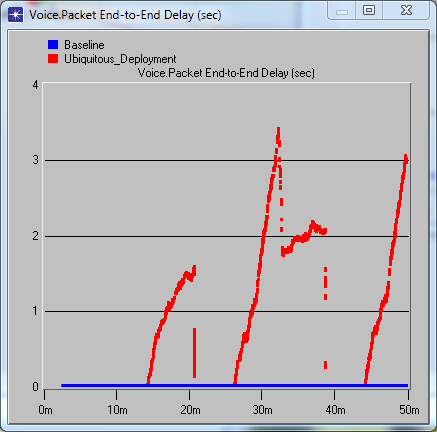 Voice.Packet End-to-End Delay (sec)
Baseline
Ubiquitous_Deployment
Voice.Packet End-to-End Delay (sec)
4
3
2
1
0
0m 10m 20m 30m 40m 50m